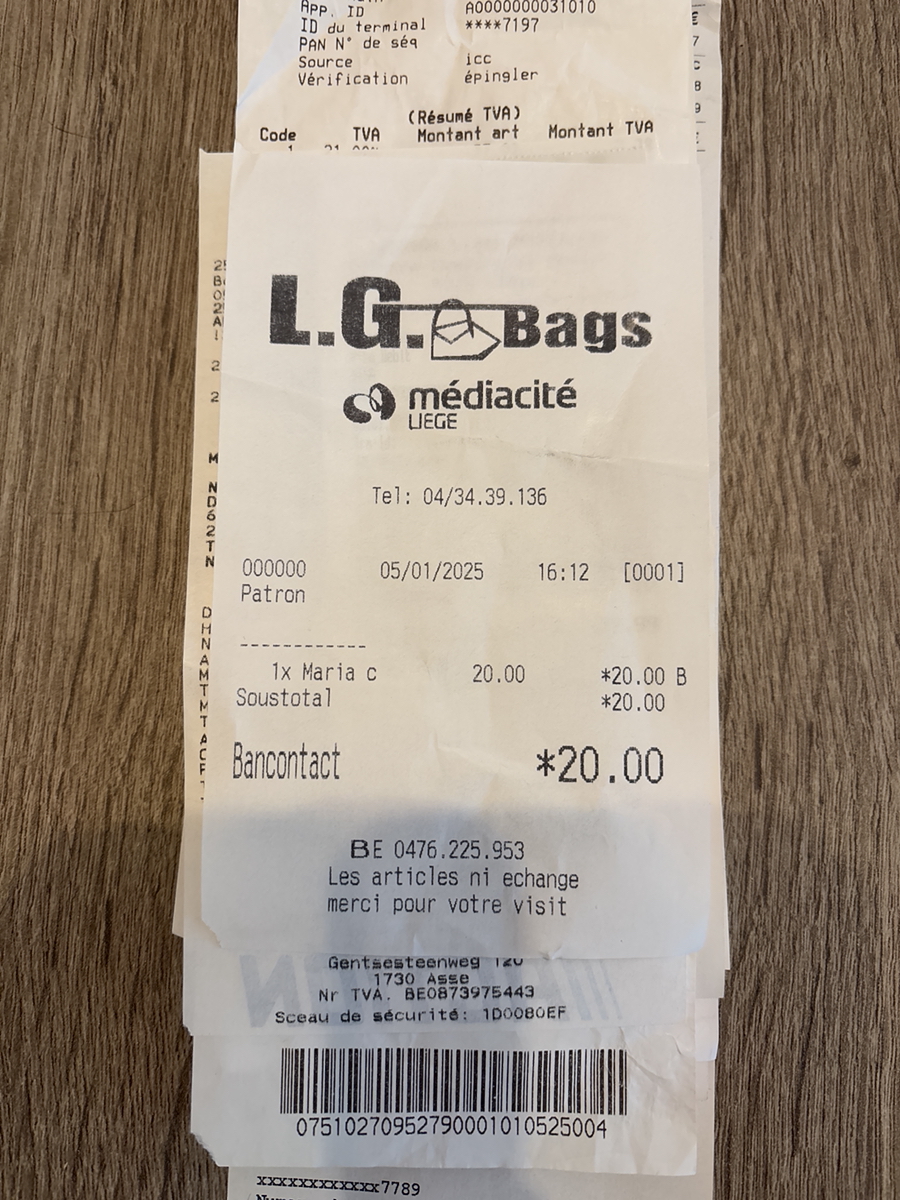 App. ID A0000000031010
ID du terminal ****7197
PAN N° de séq
Source icc
Vérification épingler
(Résumé TVA)
Code TVA Montant art Montant TVA
L.G. Bags
médiacité
LIEGE
Tel: 04/34.39.136
000000 05/01/2025 16:12 [0001]
Patron
------------
1x Maria c 20.00 *20.00 B
Soustotal *20.00
Bancontact *20.00
BE 0476.225.953
Les articles ni echange
merci pour votre visit
Gentsesteenweg 120
1730 Asse
Nr TVA. BE0873975443
Sceau de sécurité: 1D0080EF
07510270952790001010525004
xxxxxxxxxxxx7789